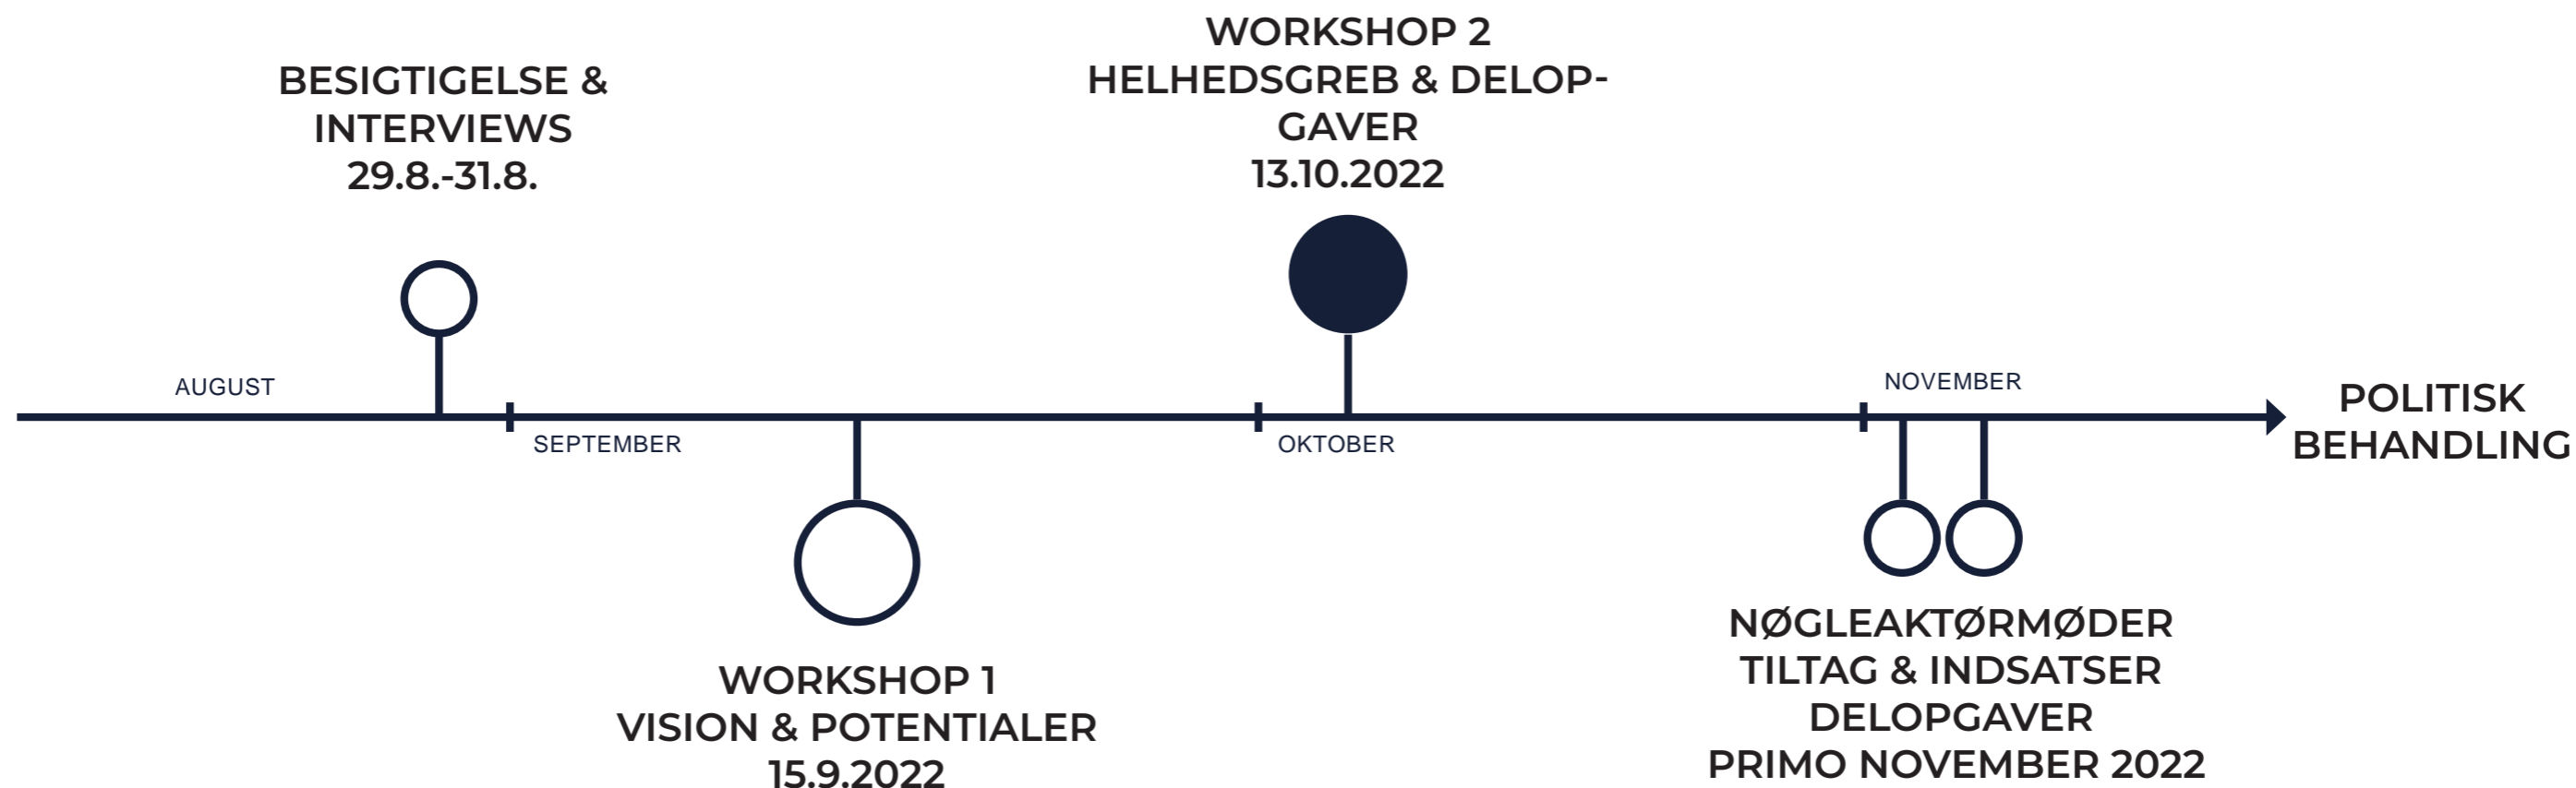 BESIGTIGELSE &
INTERVIEWS
29.8.-31.8.
WORKSHOP 2
HELHEDSGREB & DELOP-
GAVER
13.10.2022
AUGUST
SEPTEMBER
OKTOBER
NOVEMBER
POLITISK
BEHANDLING
WORKSHOP 1
VISION & POTENTIALER
15.9.2022
NØGLEAKTØRMØDER
TILTAG & INDSATSER
DELOPGAVER
PRIMO NOVEMBER 2022